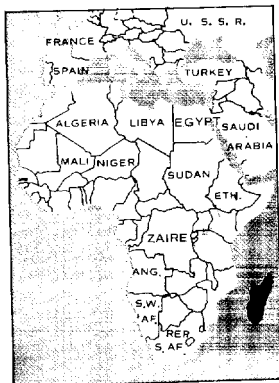 U. S. S. R.
FRANCE
SPAIN
TURKEY
ALGERIA
LIBYA
EGYPT
SAUDI
ARABIA
MALI
NIGER
SUDAN
ETH.
ZAIRE
ANG.
S.W.
AF.
REP.
S. AF.